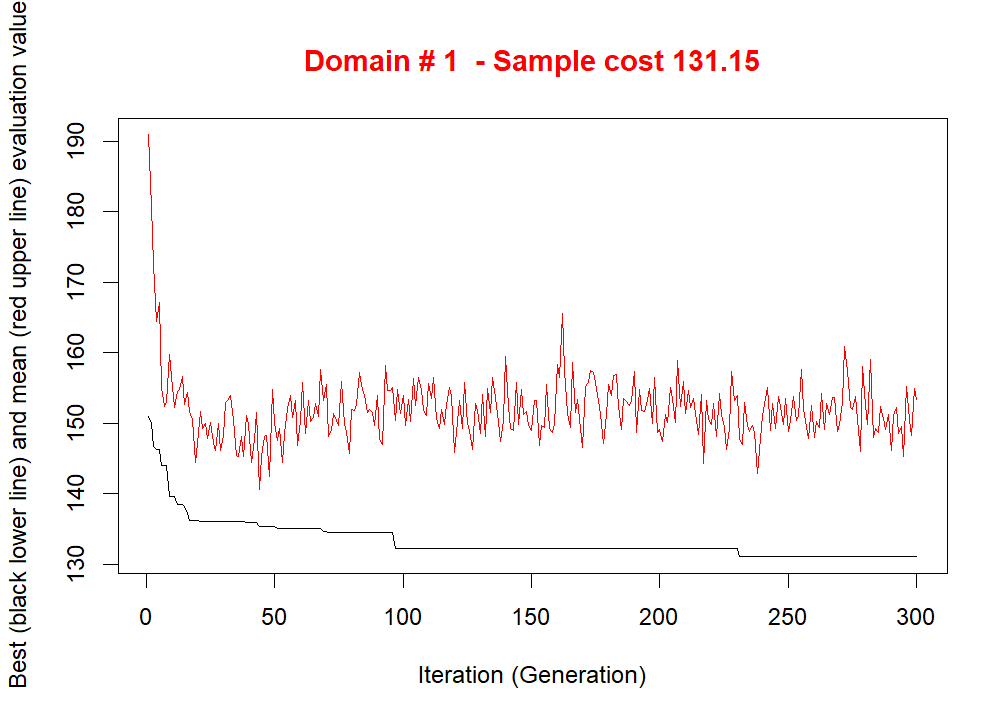 Domain # 1  - Sample cost 131.15
Best (black lower line) and mean (red upper line) evaluation value
190
180
170
160
150
140
130
0 50 100 150 200 250 300
Iteration (Generation)